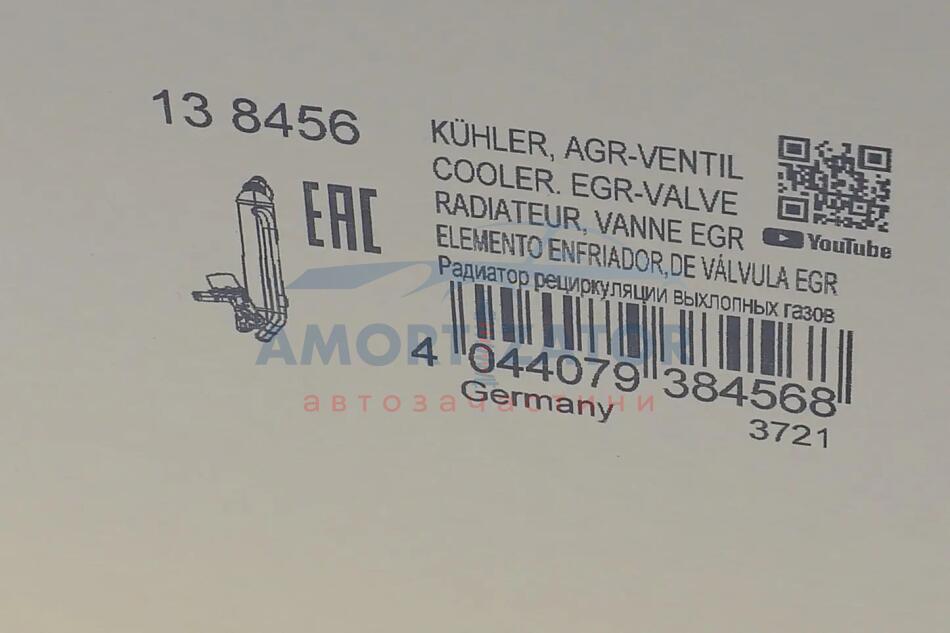 13 8456
EAC
KÜHLER, AGR-VENTIL
COOLER. EGR-VALVE
RADIATEUR, VANNE EGR
ELEMENTO ENFRIADOR,DE VÁLVULA EGR
Радиатор рециркуляции выхлопных газов
YouTube
AMORTIZATOR
автозапчастини
4 044079 384568
Germany
3721